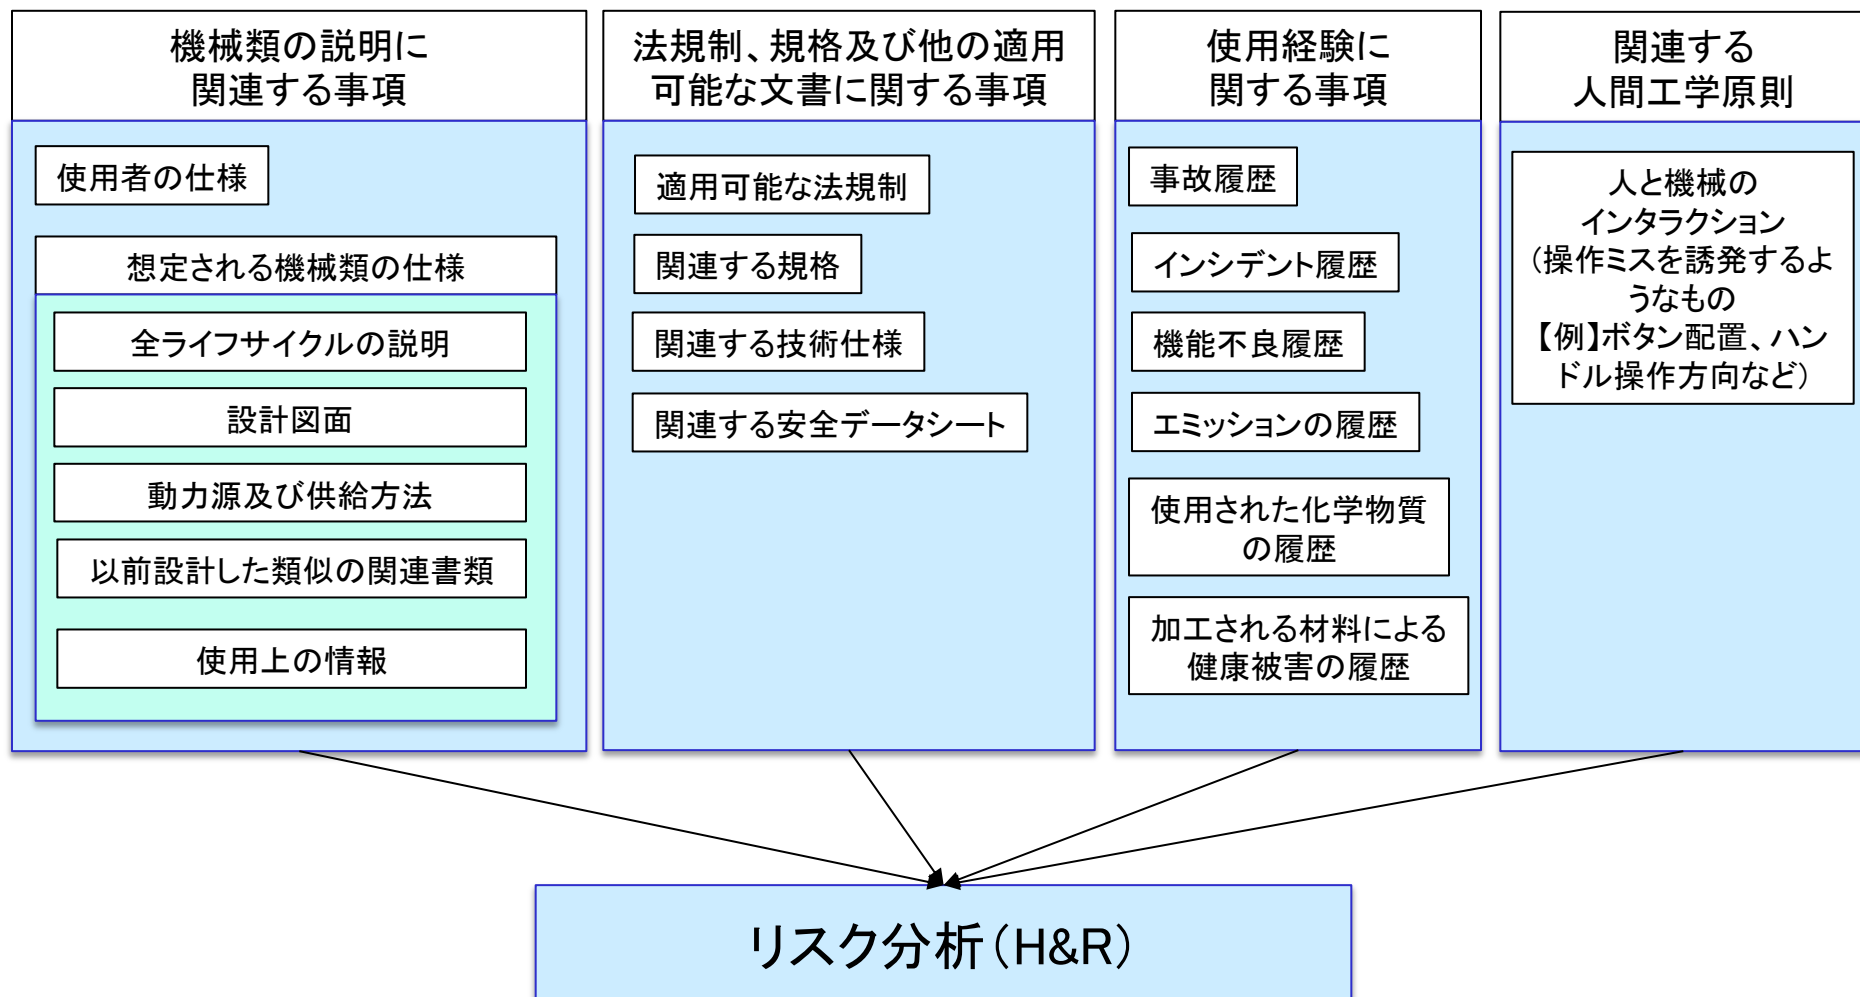 機械類の説明に
関連する事項
使用者の仕様
想定される機械類の仕様
全ライフサイクルの説明
設計図面
動力源及び供給方法
以前設計した類似の関連書類
使用上の情報
法規制、規格及び他の適用
可能な文書に関する事項
適用可能な法規制
関連する規格
関連する技術仕様
関連する安全データシート
使用経験に
関する事項
事故履歴
インシデント履歴
機能不良履歴
エミッションの履歴
使用された化学物質
の履歴
加工される材料による
健康被害の履歴
関連する
人間工学原則
人と機械の
インタラクション
（操作ミスを誘発するよ
うなもの
【例】ボタン配置、ハン
ドル操作方向など）
リスク分析（H&R）